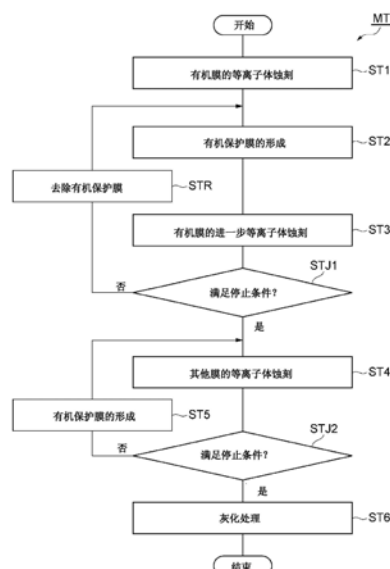 MT
开始
有机膜的等离子体蚀刻
ST1
有机保护膜的形成
ST2
去除有机保护膜
STR
有机膜的进一步等离子体蚀刻
ST3
STJ1
满足停止条件?
否
是
其他膜的等离子体蚀刻
ST4
有机保护膜的形成
ST5
STJ2
满足停止条件?
否
是
灰化处理
ST6
结束